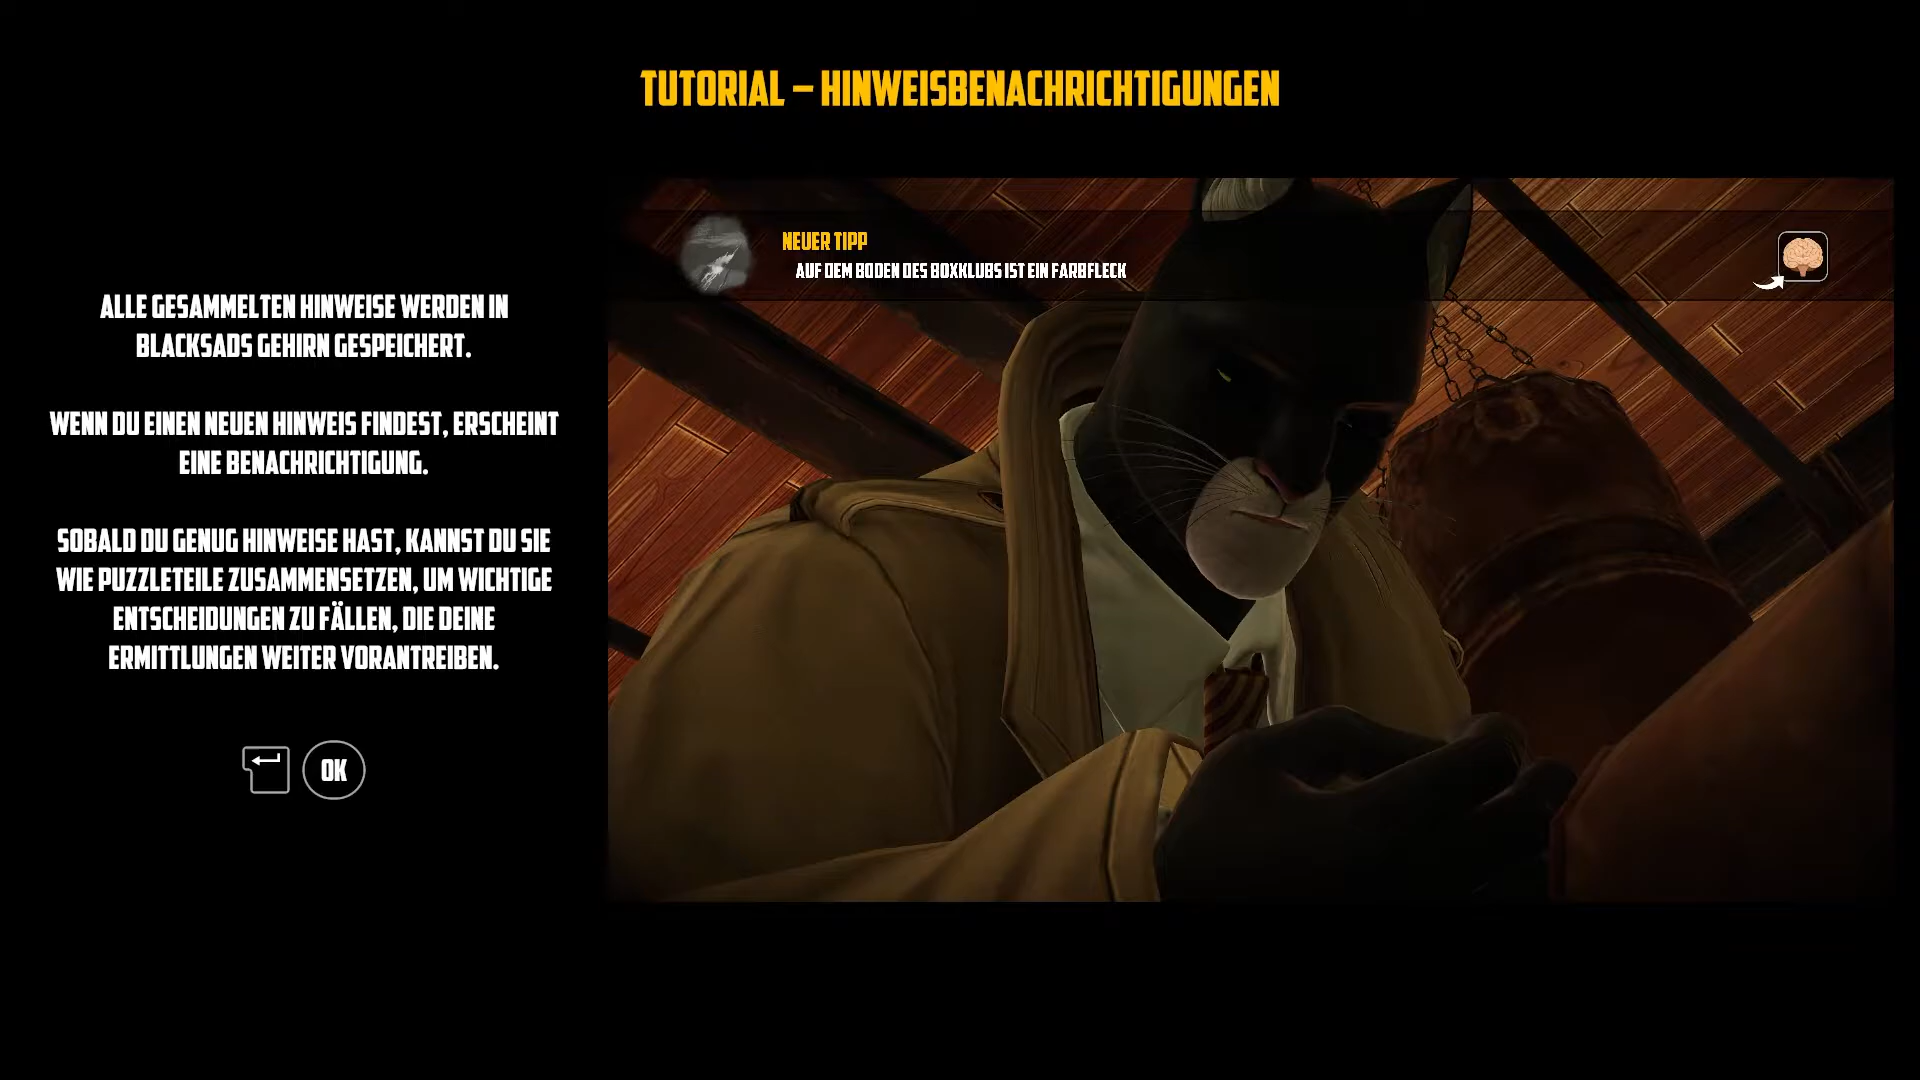 TUTORIAL – HINWEISBENACHRICHTIGUNGEN
NEUER TIPP
AUF DEM BODEN DES BOXKLUBS IST EIN FARBFLECK
ALLE GESAMMELTEN HINWEISE WERDEN IN
BLACKSADS GEHIRN GESPEICHERT.
WENN DU EINEN NEUEN HINWEIS FINDEST, ERSCHEINT
EINE BENACHRICHTIGUNG.
SOBALD DU GENUG HINWEISE HAST, KANNST DU SIE
WIE PUZZLETEILE ZUSAMMENSETZEN, UM WICHTIGE
ENTSCHEIDUNGEN ZU FÄLLEN, DIE DEINE
ERMITTLUNGEN WEITER VORANTREIBEN.
OK